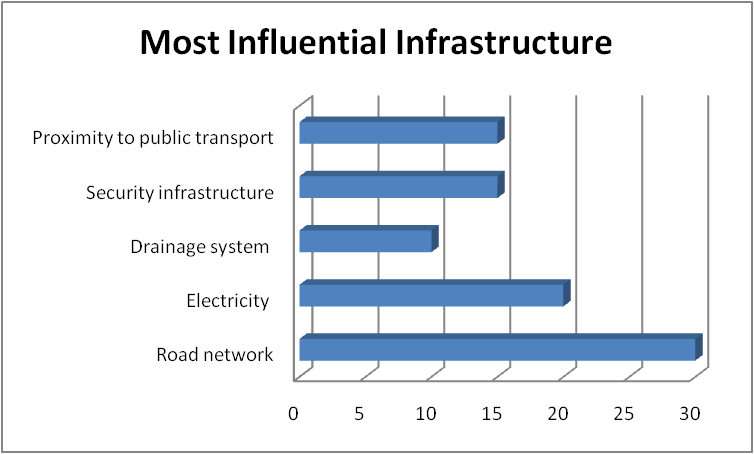 Most Influential Infrastructure
Proximity to public transport
Security infrastructure
Drainage system
Electricity
Road network
0 5 10 15 20 25 30